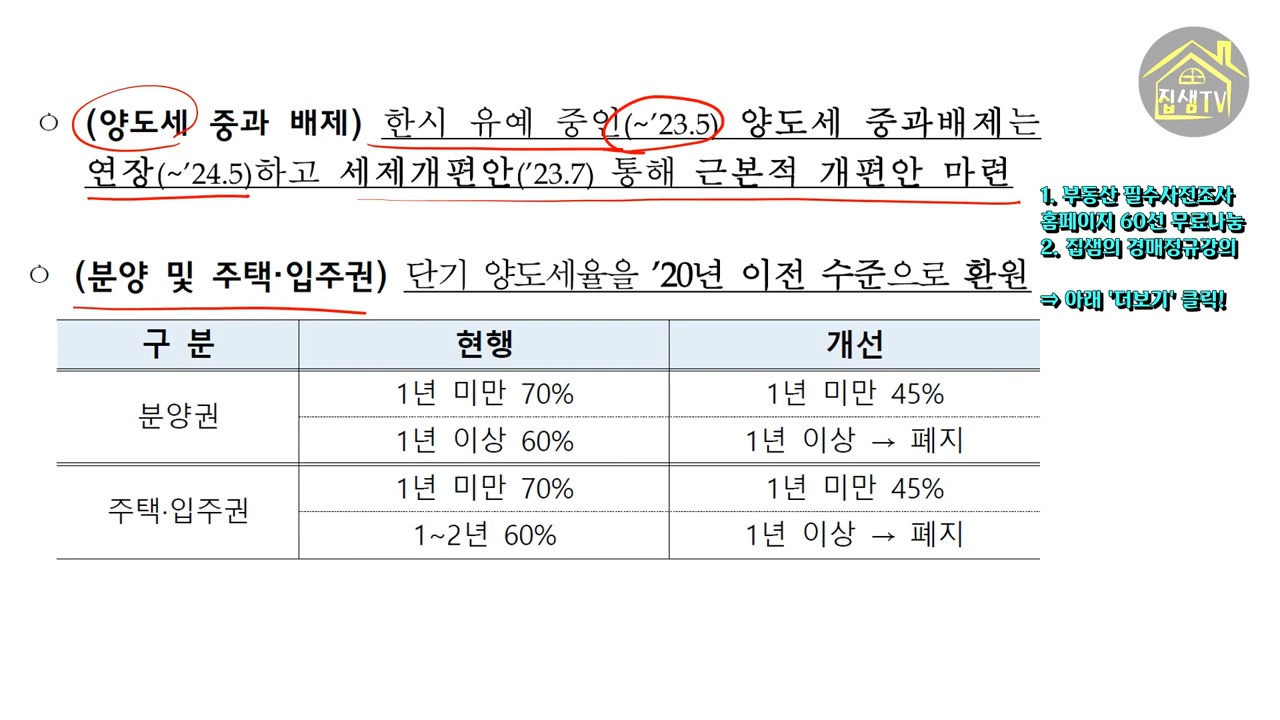 집샘TV
○ (양도세 중과 배제) 한시 유예 중인(~'23.5) 양도세 중과배제는
연장(~'24.5)하고 세제개편안('23.7) 통해 근본적 개편안 마련
1. 부동산 필수사전조사
홈페이지 60선 무료나눔
2. 집샘의 경매정규강의
⇒ 아래 '더보기' 클릭!
○ (분양 및 주택·입주권) 단기 양도세율을 '20년 이전 수준으로 환원
구 분 현행 개선
분양권
1년 미만 70% 1년 미만 45%
1년 이상 60% 1년 이상 → 폐지
주택·입주권
1년 미만 70% 1년 미만 45%
1~2년 60% 1년 이상 → 폐지